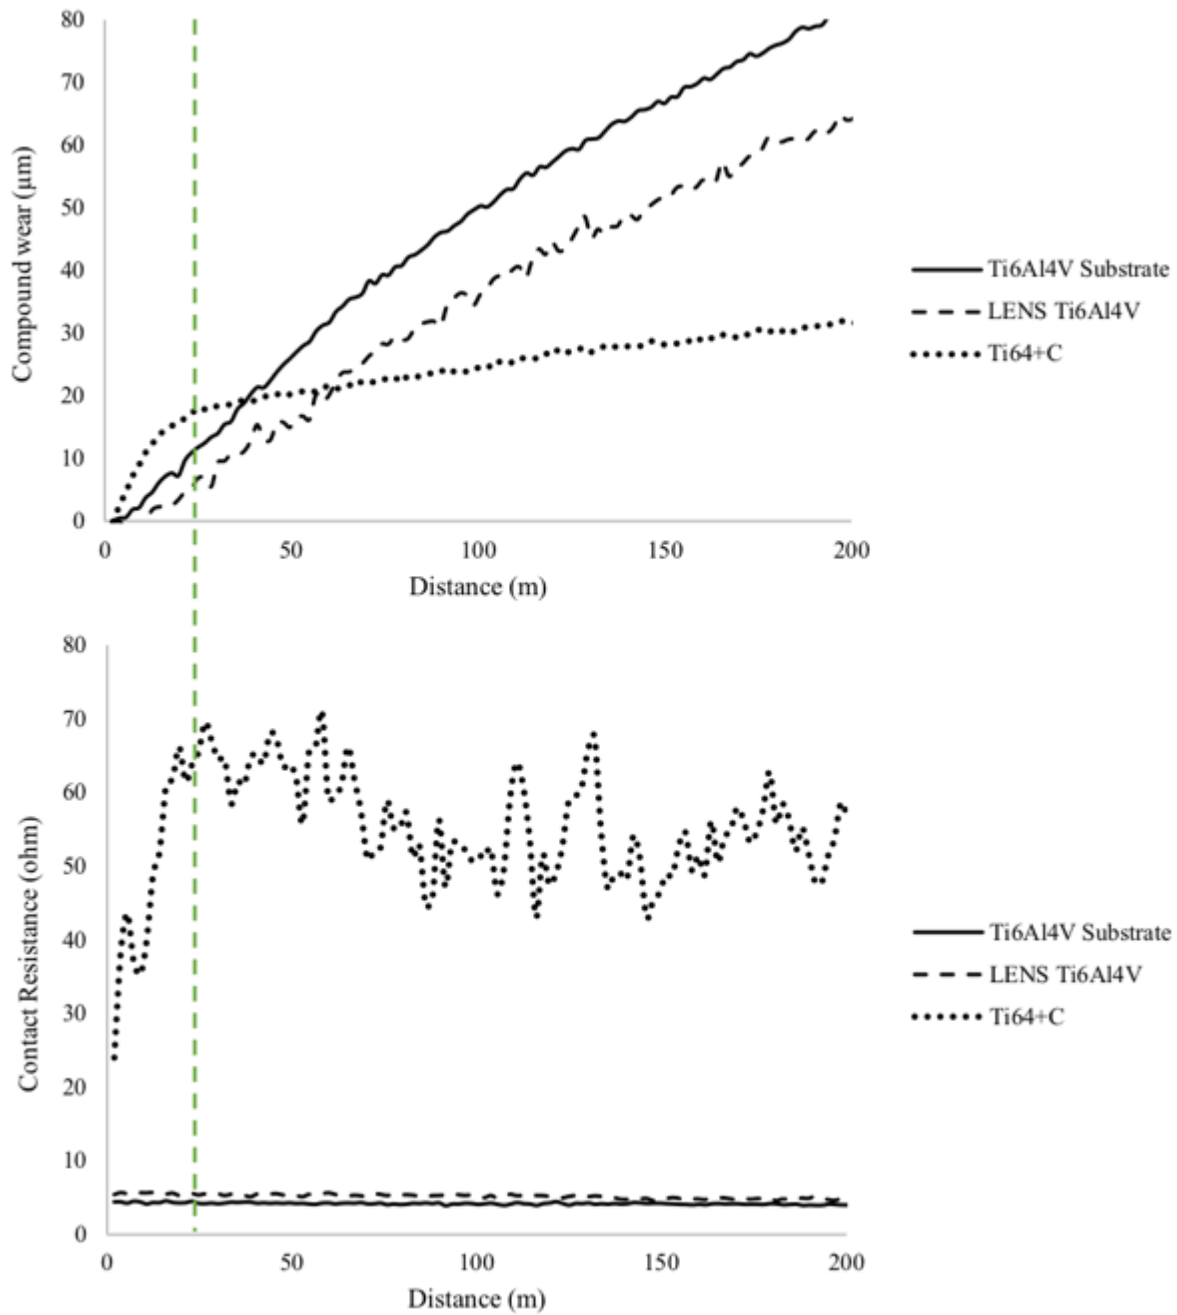 80
70
60
50
40
30
20
10
0
Compound wear (µm)
0 50 100 150 200
Distance (m)
Ti6Al4V Substrate
LENS Ti6Al4V
Ti64+C
80
70
60
50
40
30
20
10
0
Contact Resistance (ohm)
0 50 100 150 200
Distance (m)
Ti6Al4V Substrate
LENS Ti6Al4V
Ti64+C